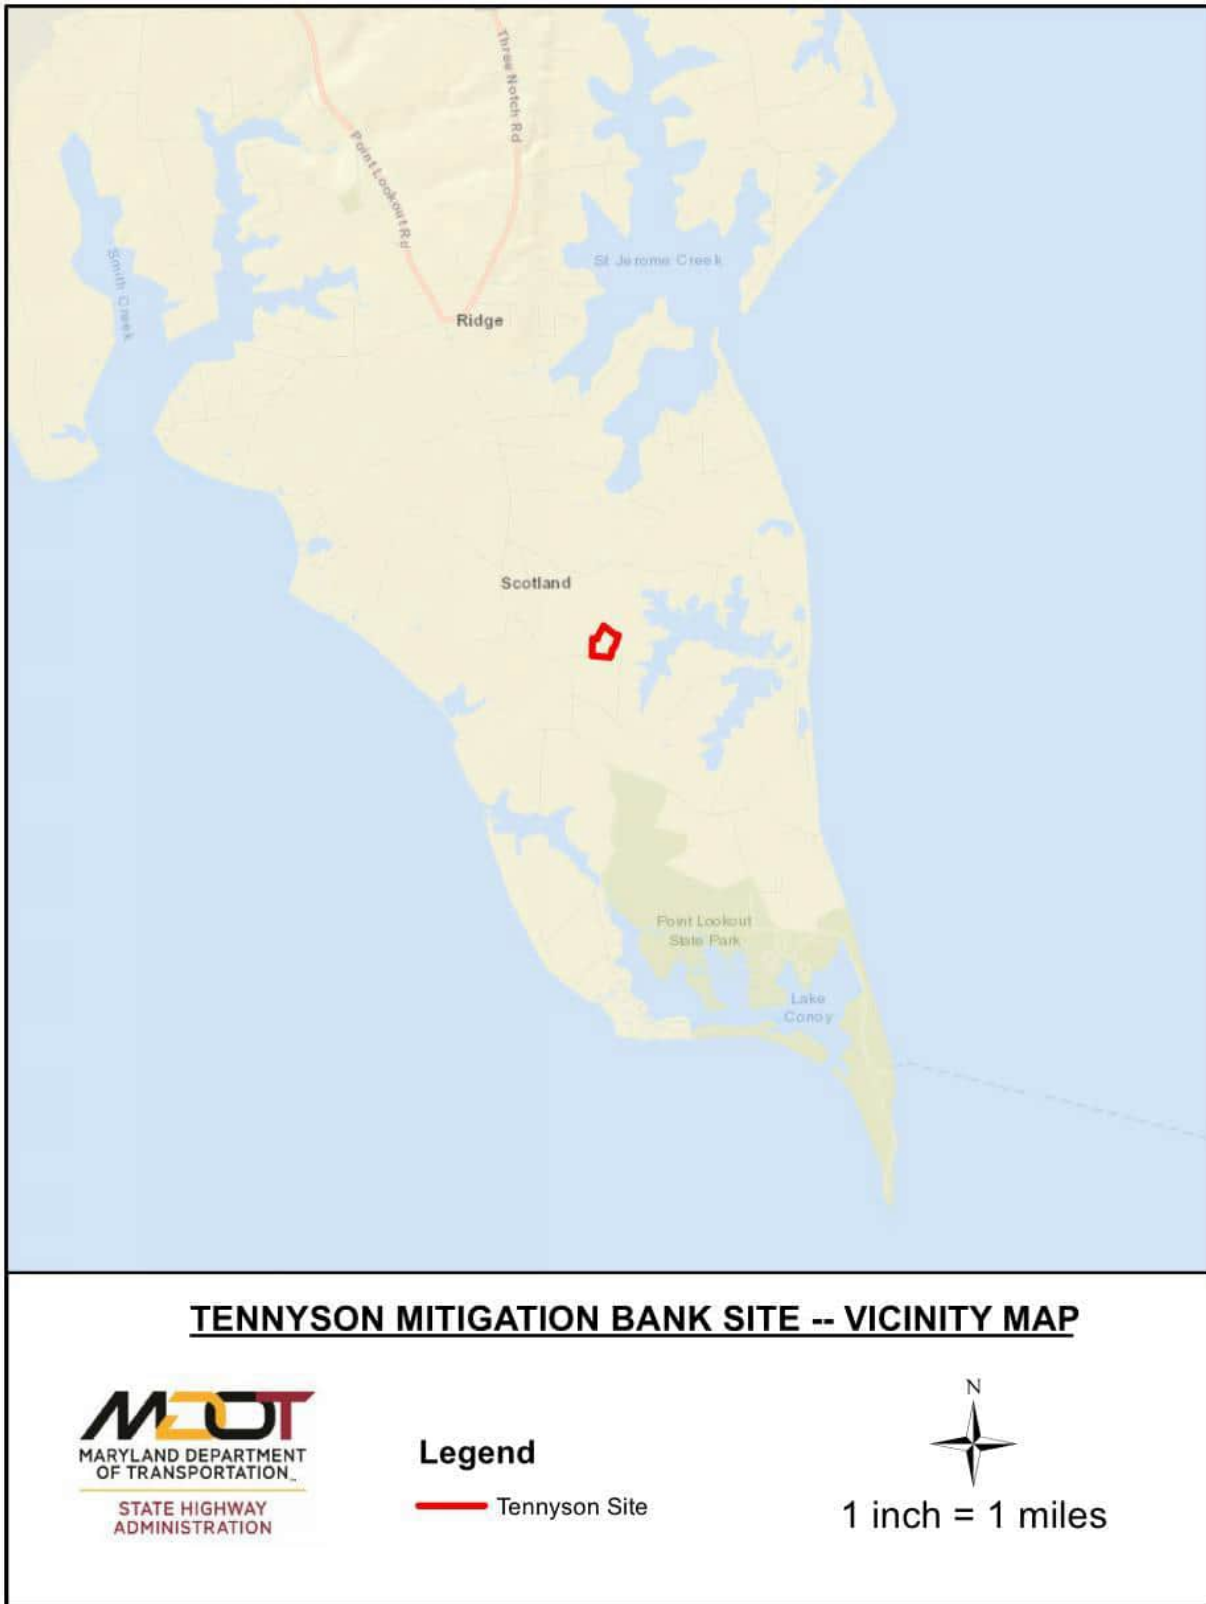 Three Notch Rd
Point Lookout Rd
Smith Creek
St Jerome Creek
Ridge
Scotland
Point Lookout
State Park
Lake
Conoy
TENNYSON MITIGATION BANK SITE -- VICINITY MAP
MDOT
MARYLAND DEPARTMENT
OF TRANSPORTATION
STATE HIGHWAY
ADMINISTRATION
Legend
Tennyson Site
N
1 inch = 1 miles